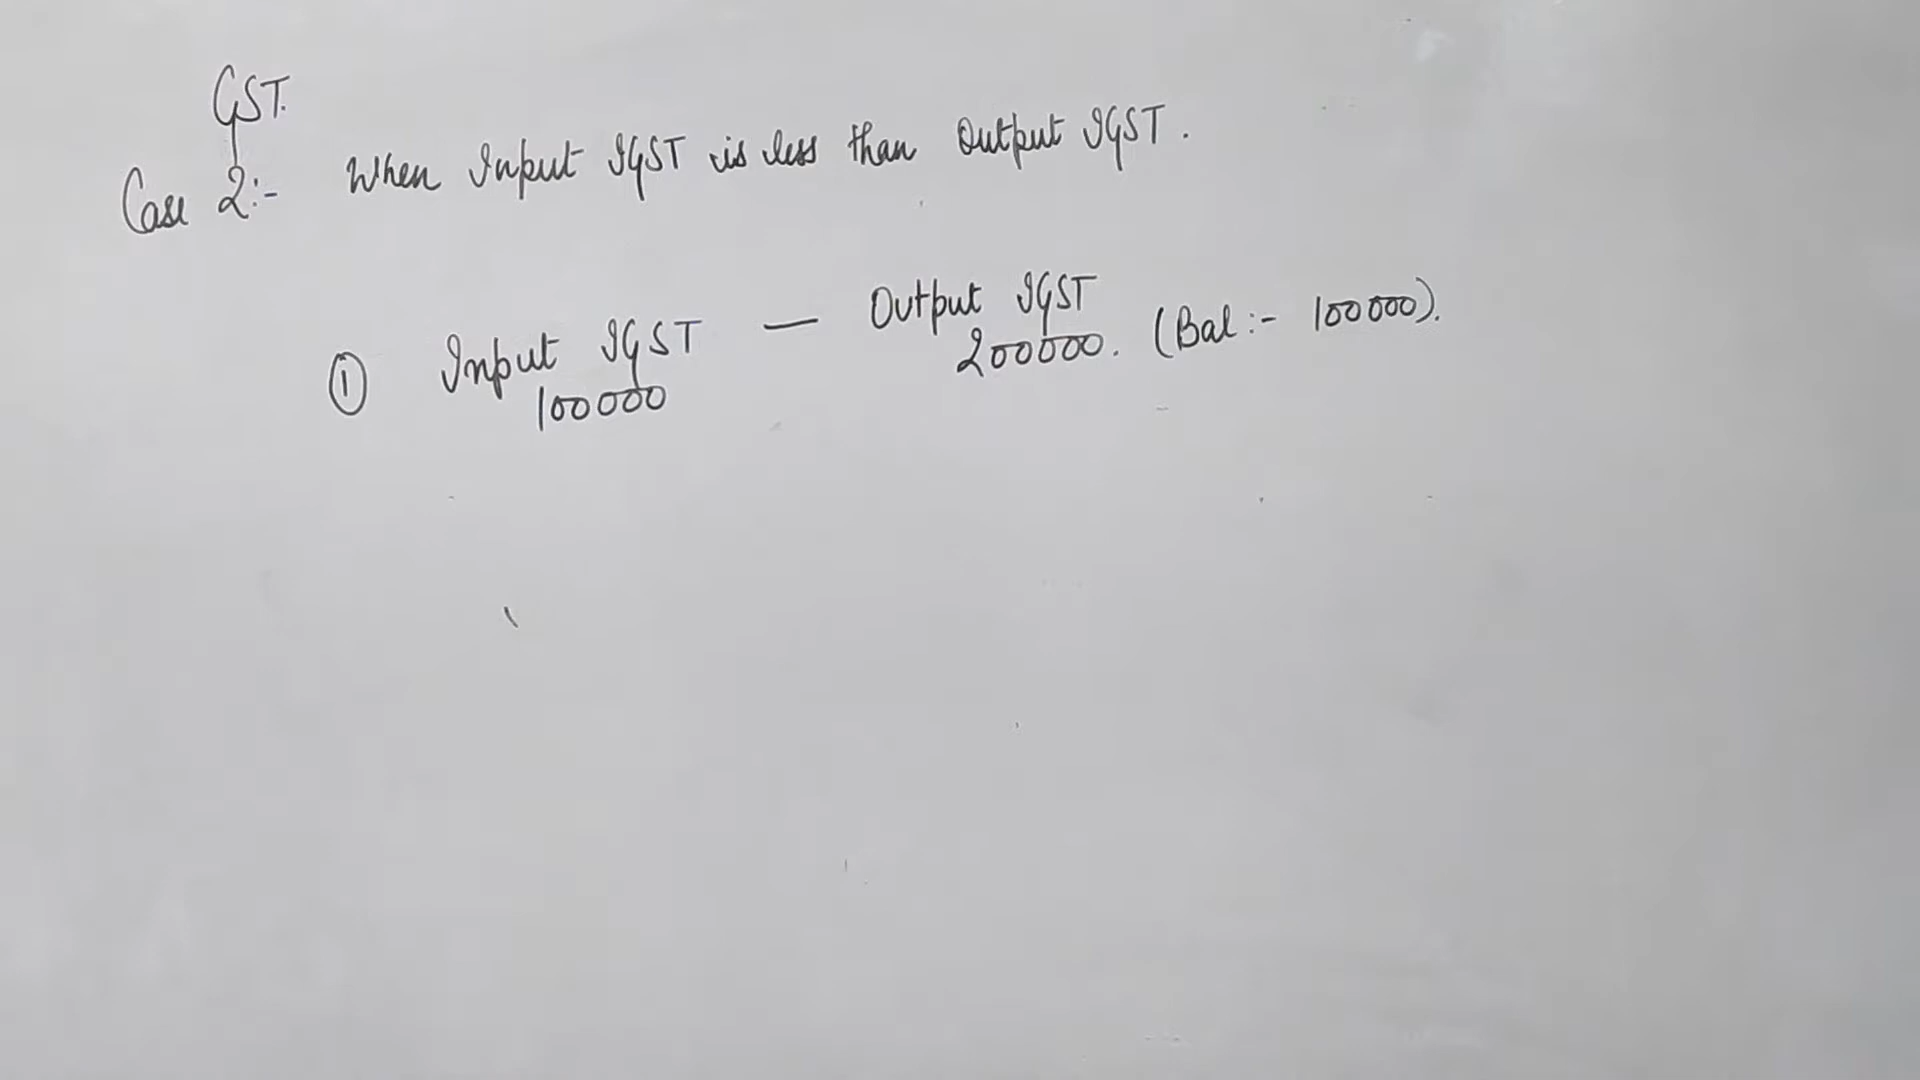 GST.
Case 2:- When Input IGST is less than Output IGST.
① Input IGST — Output IGST
100000 200000. (Bal:- 100000).